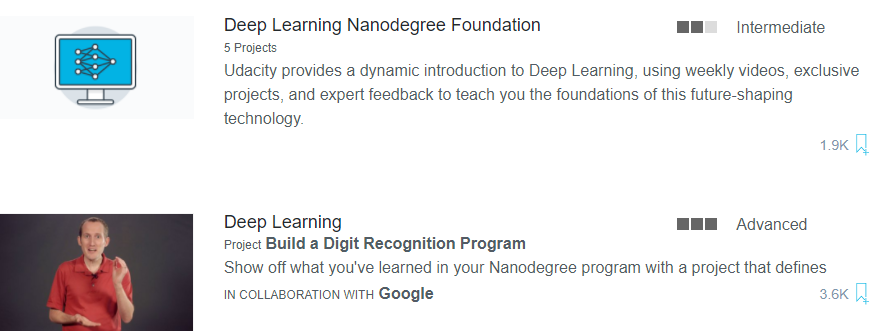 Deep Learning Nanodegree Foundation
Intermediate
5 Projects
Udacity provides a dynamic introduction to Deep Learning, using weekly videos, exclusive
projects, and expert feedback to teach you the foundations of this future-shaping
technology.
1.9K
Deep Learning
Advanced
Project Build a Digit Recognition Program
Show off what you've learned in your Nanodegree program with a project that defines
IN COLLABORATION WITH Google
3.6K